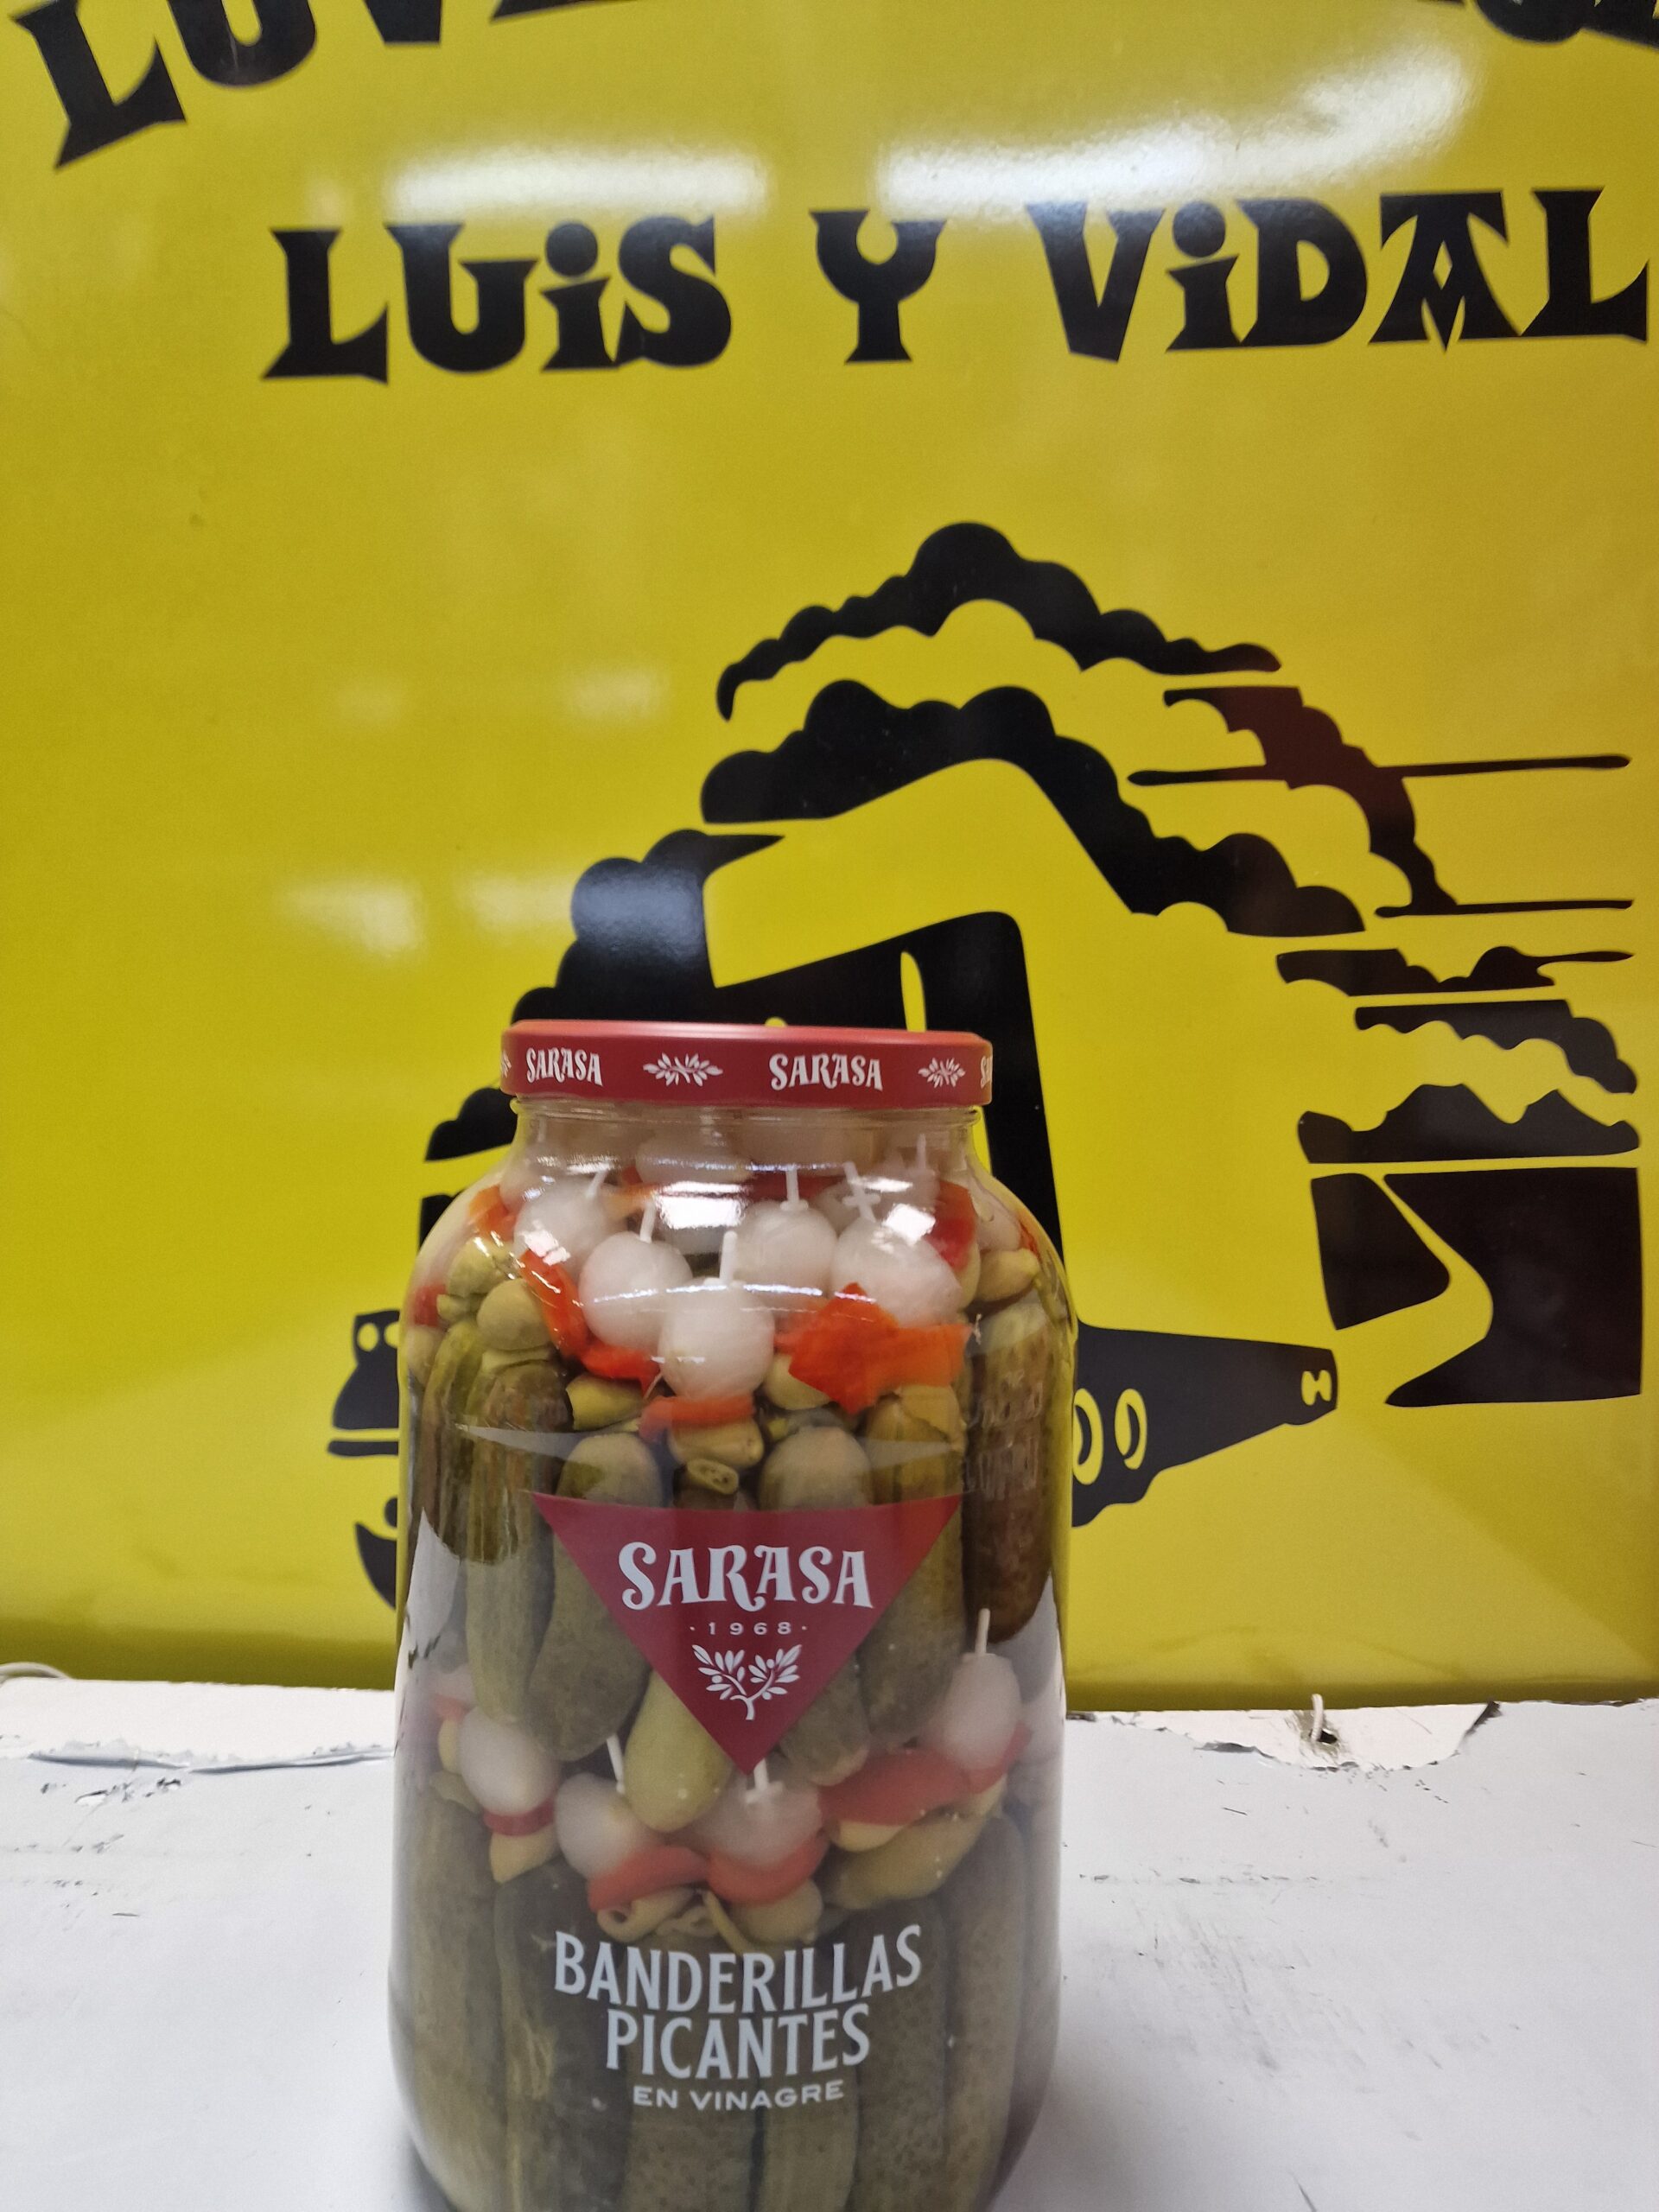 LUiS Y ViDAL
SARASA SARASA
SARASA
·1968·
BANDERILLAS
PICANTES
EN VINAGRE